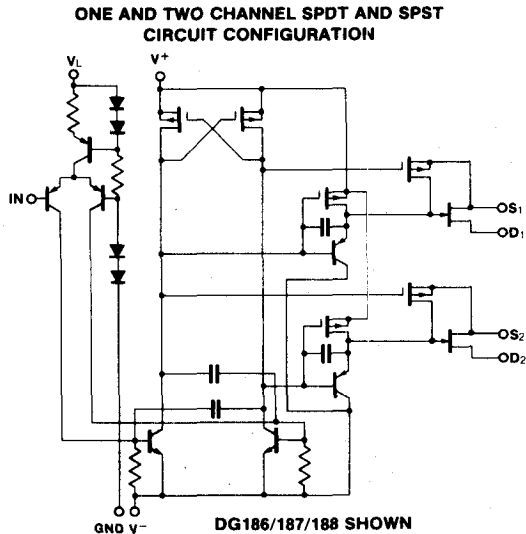 ONE AND TWO CHANNEL SPDT AND SPST
CIRCUIT CONFIGURATION
VL
V+
IN
S1
D1
S2
D2
GND V−
DG186/187/188 SHOWN